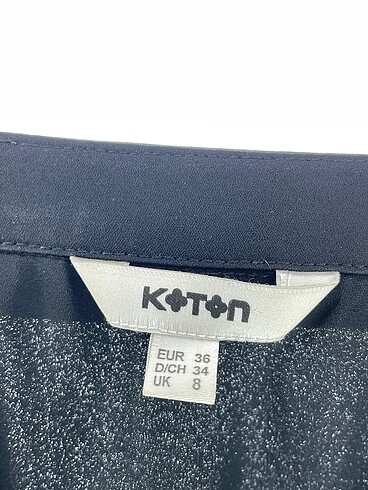 KOTON
EUR 36
D/CH 34
UK 8